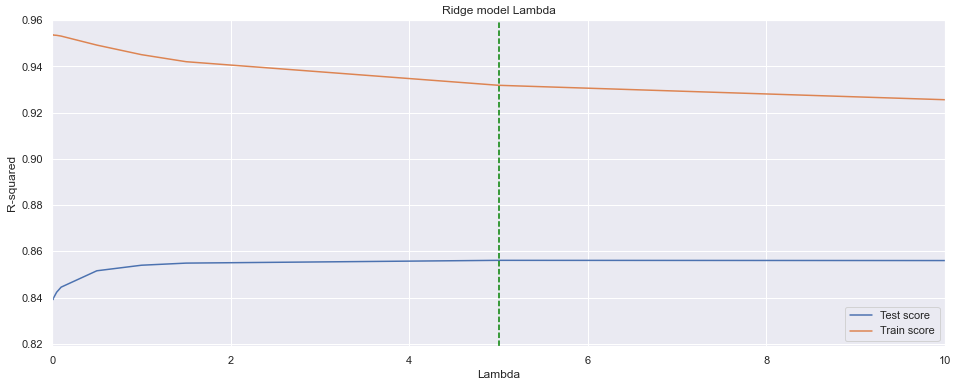 Ridge model Lambda
0.96
0.94
0.92
0.90
0.88
0.86
0.84
0.82
R-squared
0 2 4 6 8 10
Lambda
Test score
Train score